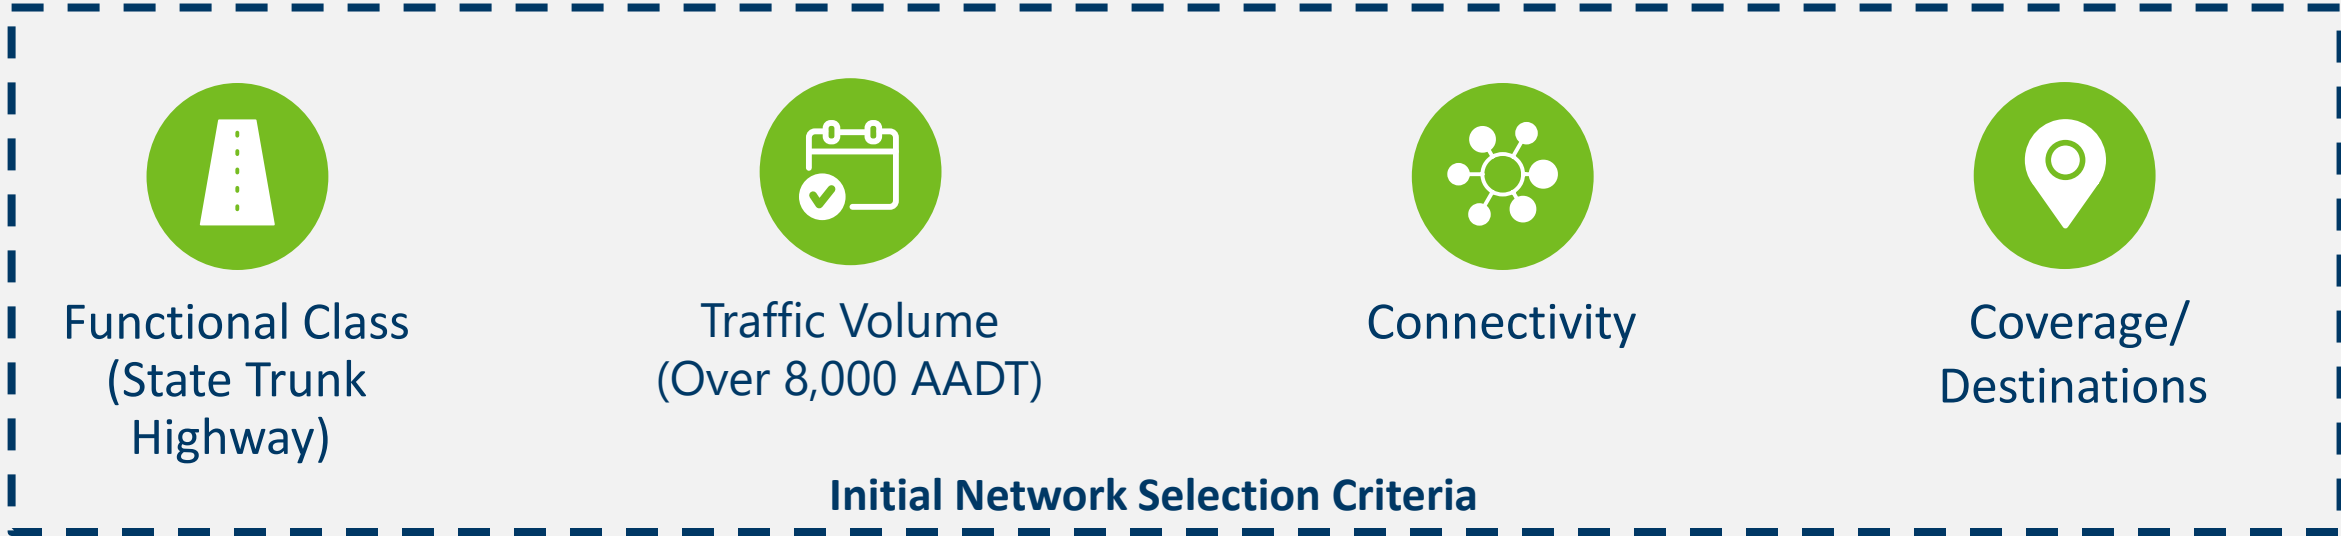 Functional Class
(State Trunk
Highway)
Traffic Volume
(Over 8,000 AADT)
Connectivity
Coverage/
Destinations
Initial Network Selection Criteria